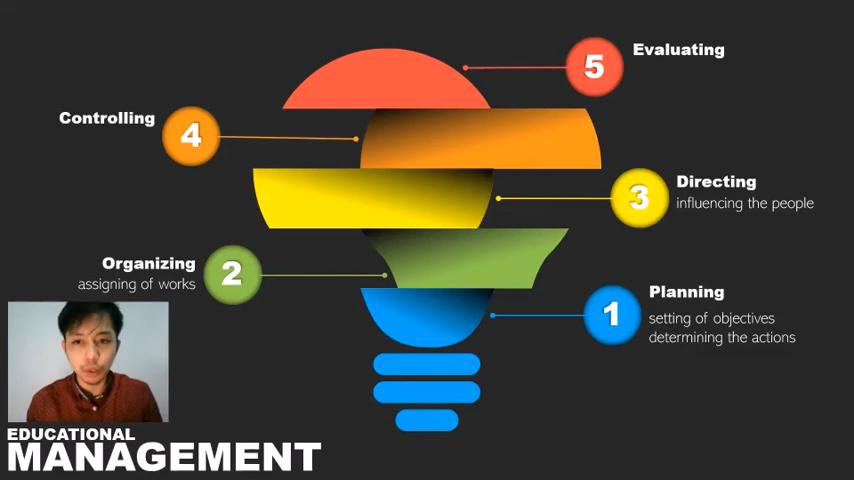 5
Evaluating
Controlling
4
3
Directing
influencing the people
Organizing
assigning of works
2
1
Planning
setting of objectives
determining the actions
EDUCATIONAL
MANAGEMENT